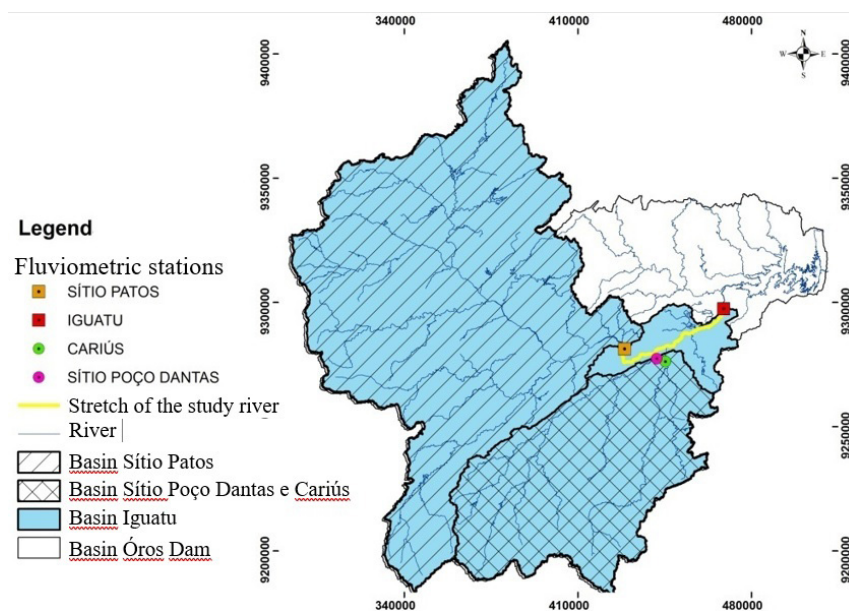 340000 410000 480000
N
W E
S
9400000 9400000
9350000 9350000
9300000 9300000
9250000 9250000
9200000 9200000
Legend
Fluviometric stations
SÍTIO PATOS
IGUATU
CARIÚS
SÍTIO POÇO DANTAS
Stretch of the study river
River
Basin Sítio Patos
Basin Sítio Poço Dantas e Cariús
Basin Iguatu
Basin Óros Dam
340000 410000 480000